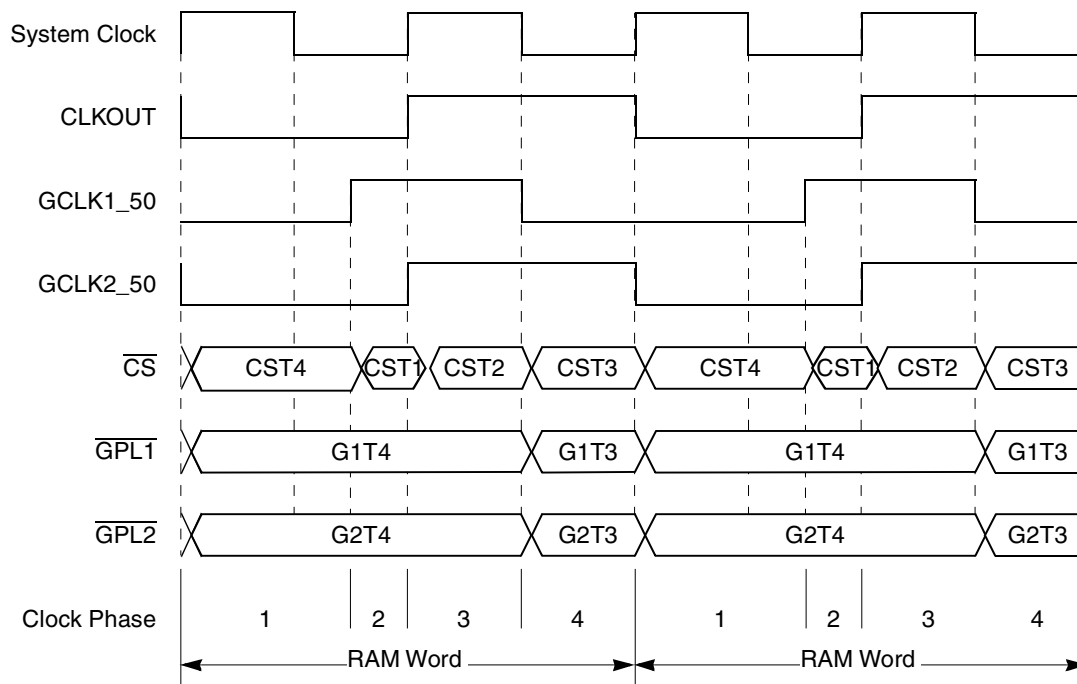 System Clock
CLKOUT
GCLK1_50
GCLK2_50
CS CST4 CST1 CST2 CST3 CST4 CST1 CST2 CST3
GPL1 G1T4 G1T3 G1T4 G1T3
GPL2 G2T4 G2T3 G2T4 G2T3
Clock Phase 1 2 3 4 1 2 3 4
RAM Word RAM Word